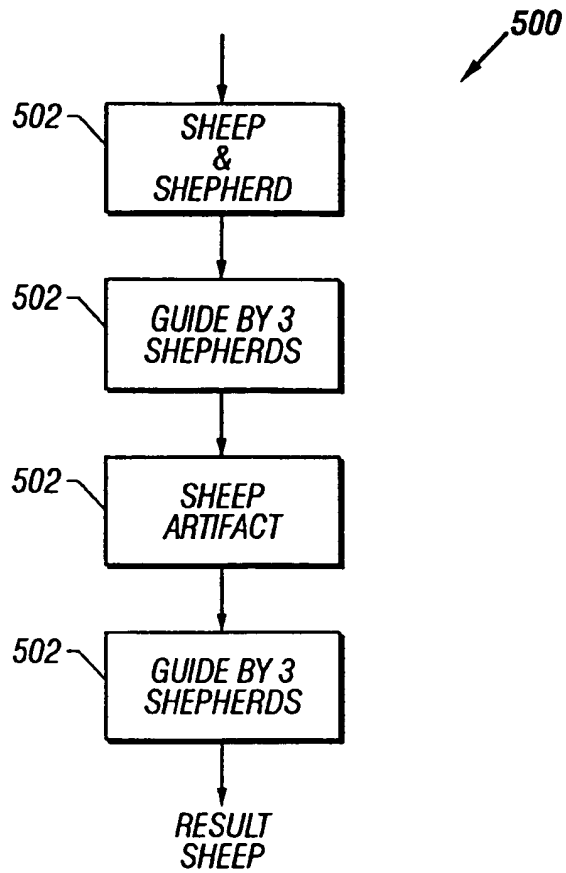 500
502
SHEEP
&
SHEPHERD
502
GUIDE BY 3
SHEPHERDS
502
SHEEP
ARTIFACT
502
GUIDE BY 3
SHEPHERDS
RESULT
SHEEP